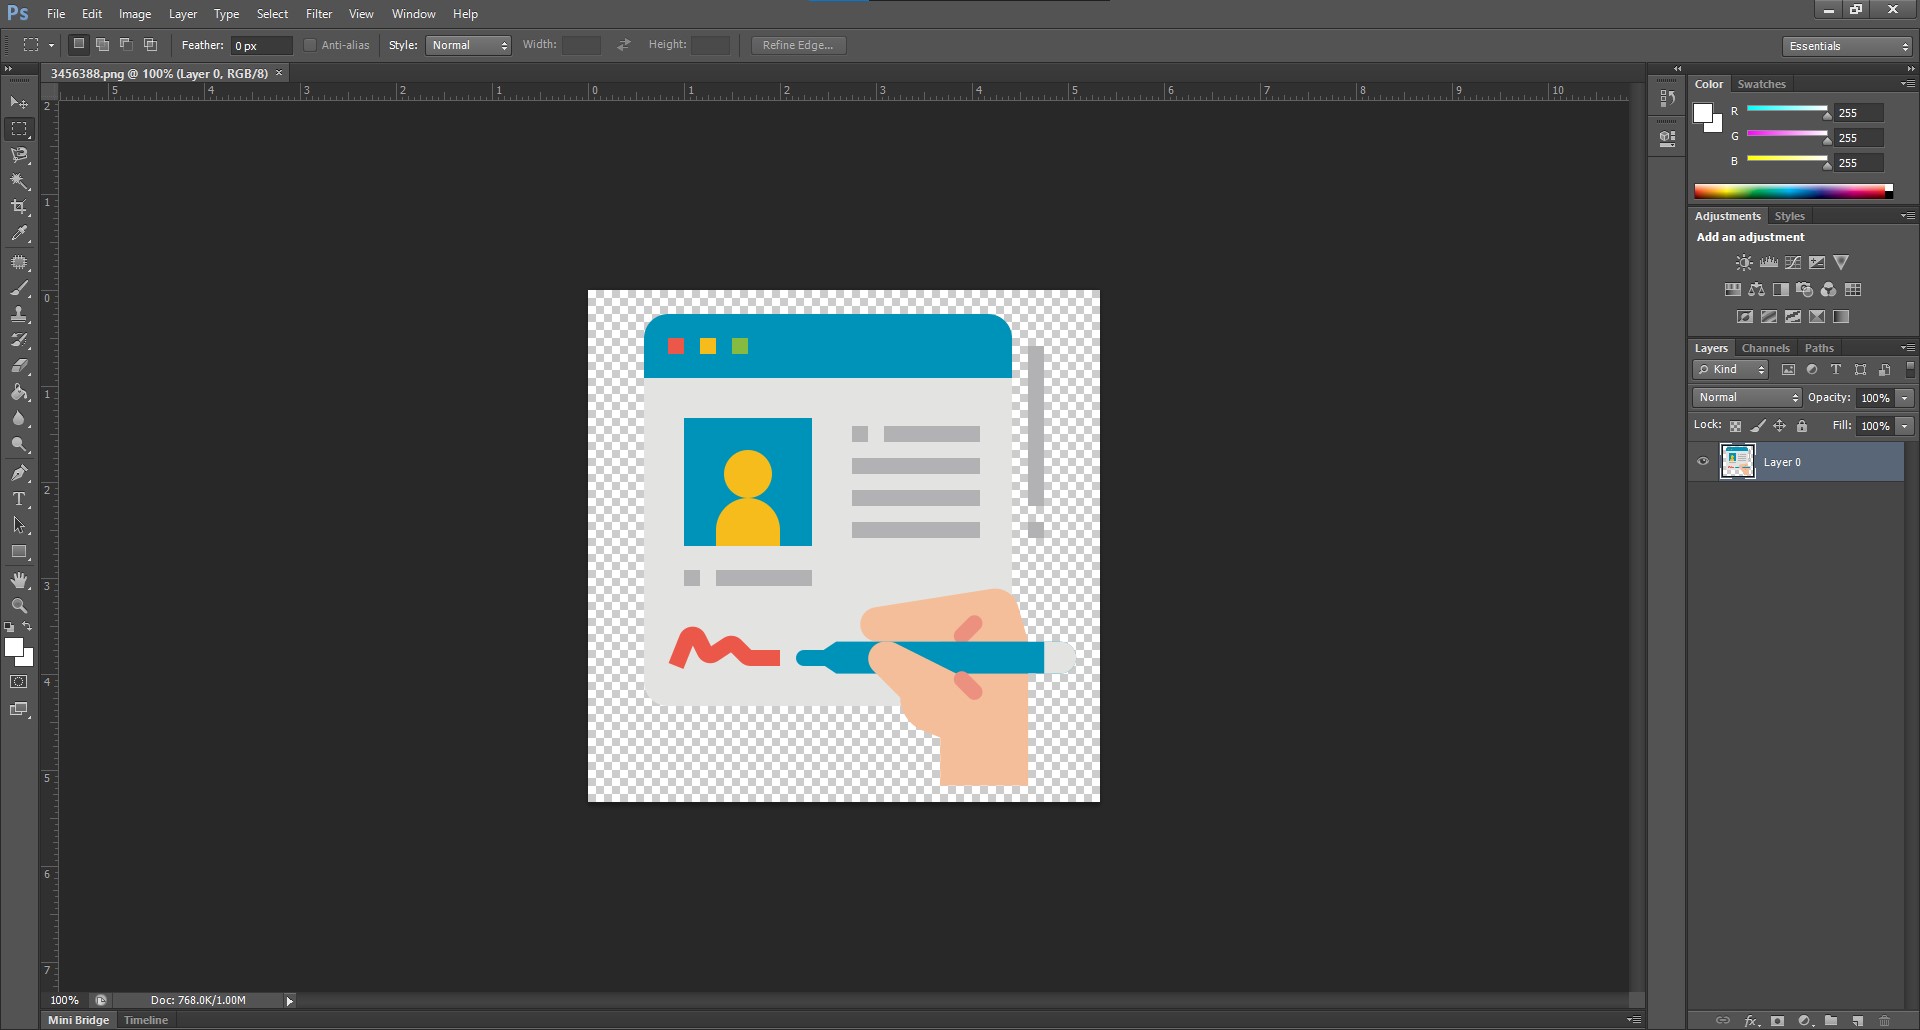 Ps File Edit Image Layer Type Select Filter View Window Help
Feather: 0 px Anti-alias Style: Normal Width: Height: Refine Edge... Essentials
3456388.png @ 100% (Layer 0, RGB/8) ×
5 4 3 2 1 0 1 2 3 4 5 6 7 8 9 10
2
1
0
1
2
3
4
5
6
7
Color Swatches
R 255
G 255
B 255
Adjustments Styles
Add an adjustment
Layers Channels Paths
Kind
Normal Opacity: 100%
Lock: Fill: 100%
Layer 0
100% Doc: 768.0K/1.00M
Mini Bridge Timeline